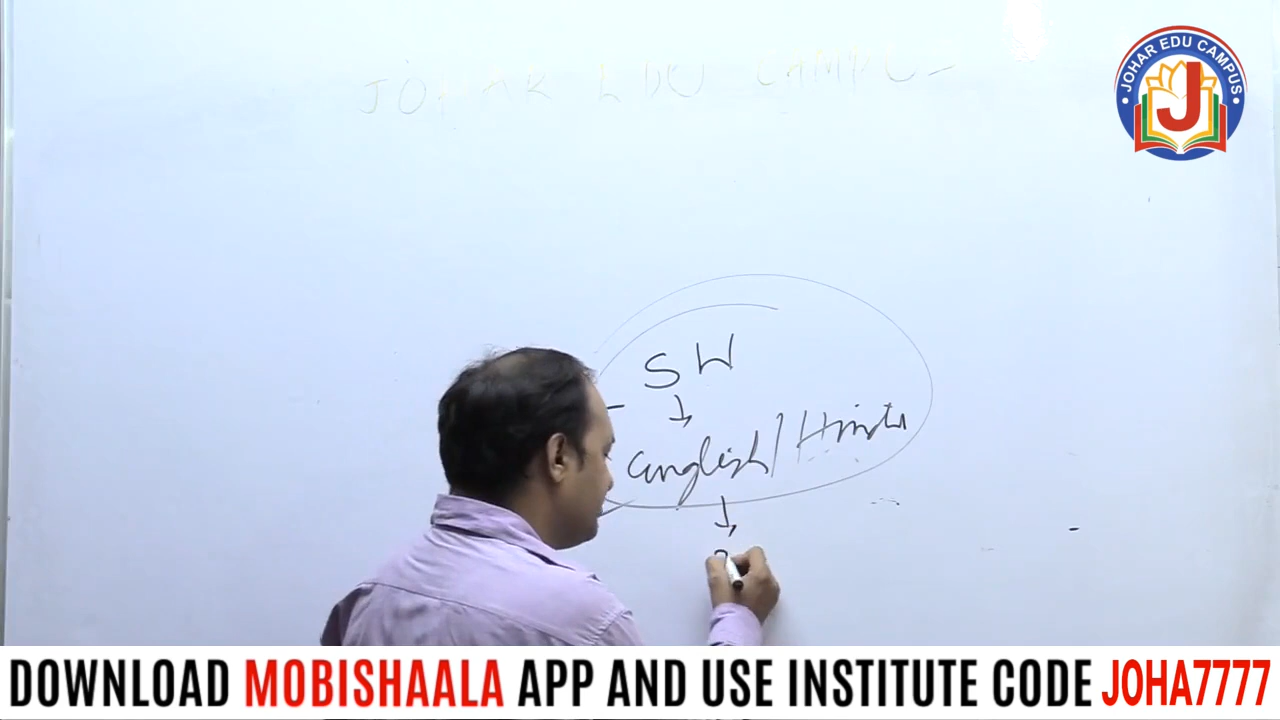 JOHAR EDU CAMPUS
JOHAR EDU CAMPUS
J
SW
English/Hindi
DOWNLOAD MOBISHAALA APP AND USE INSTITUTE CODE JOHA7777